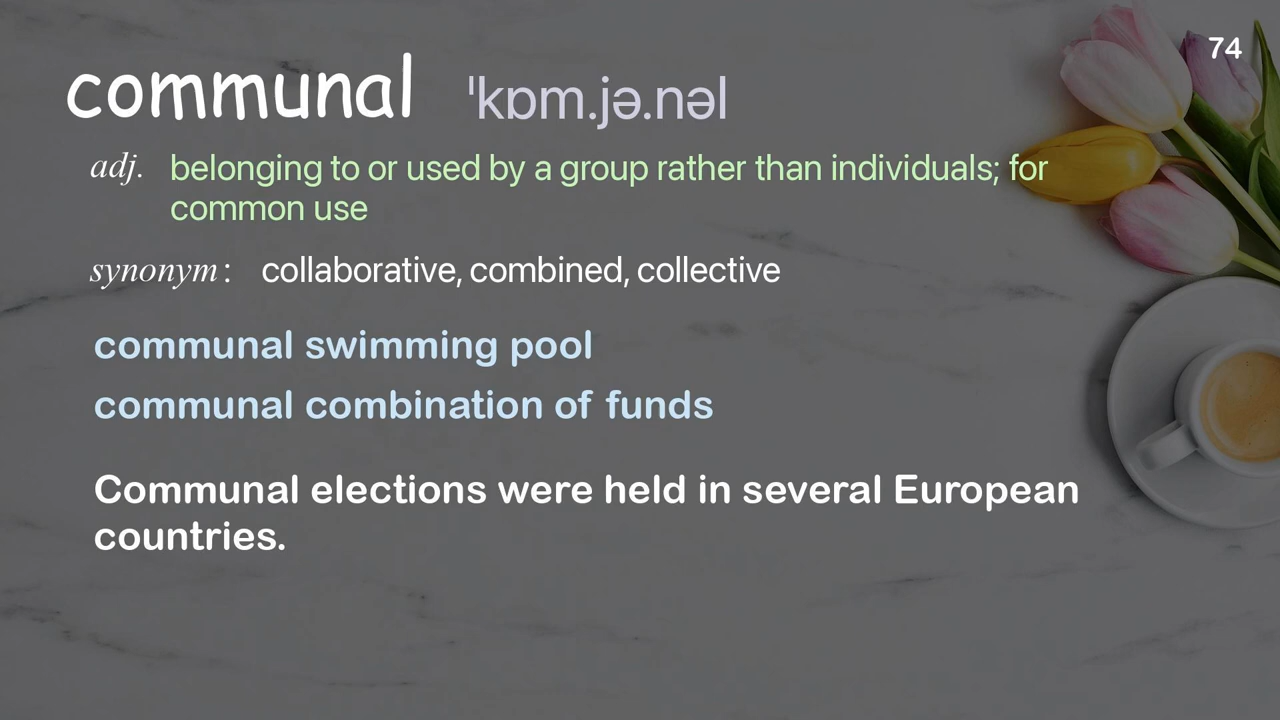 74
communal ˈkɒm.jə.nəl
adj. belonging to or used by a group rather than individuals; for
common use
synonym: collaborative, combined, collective
communal swimming pool
communal combination of funds
Communal elections were held in several European
countries.